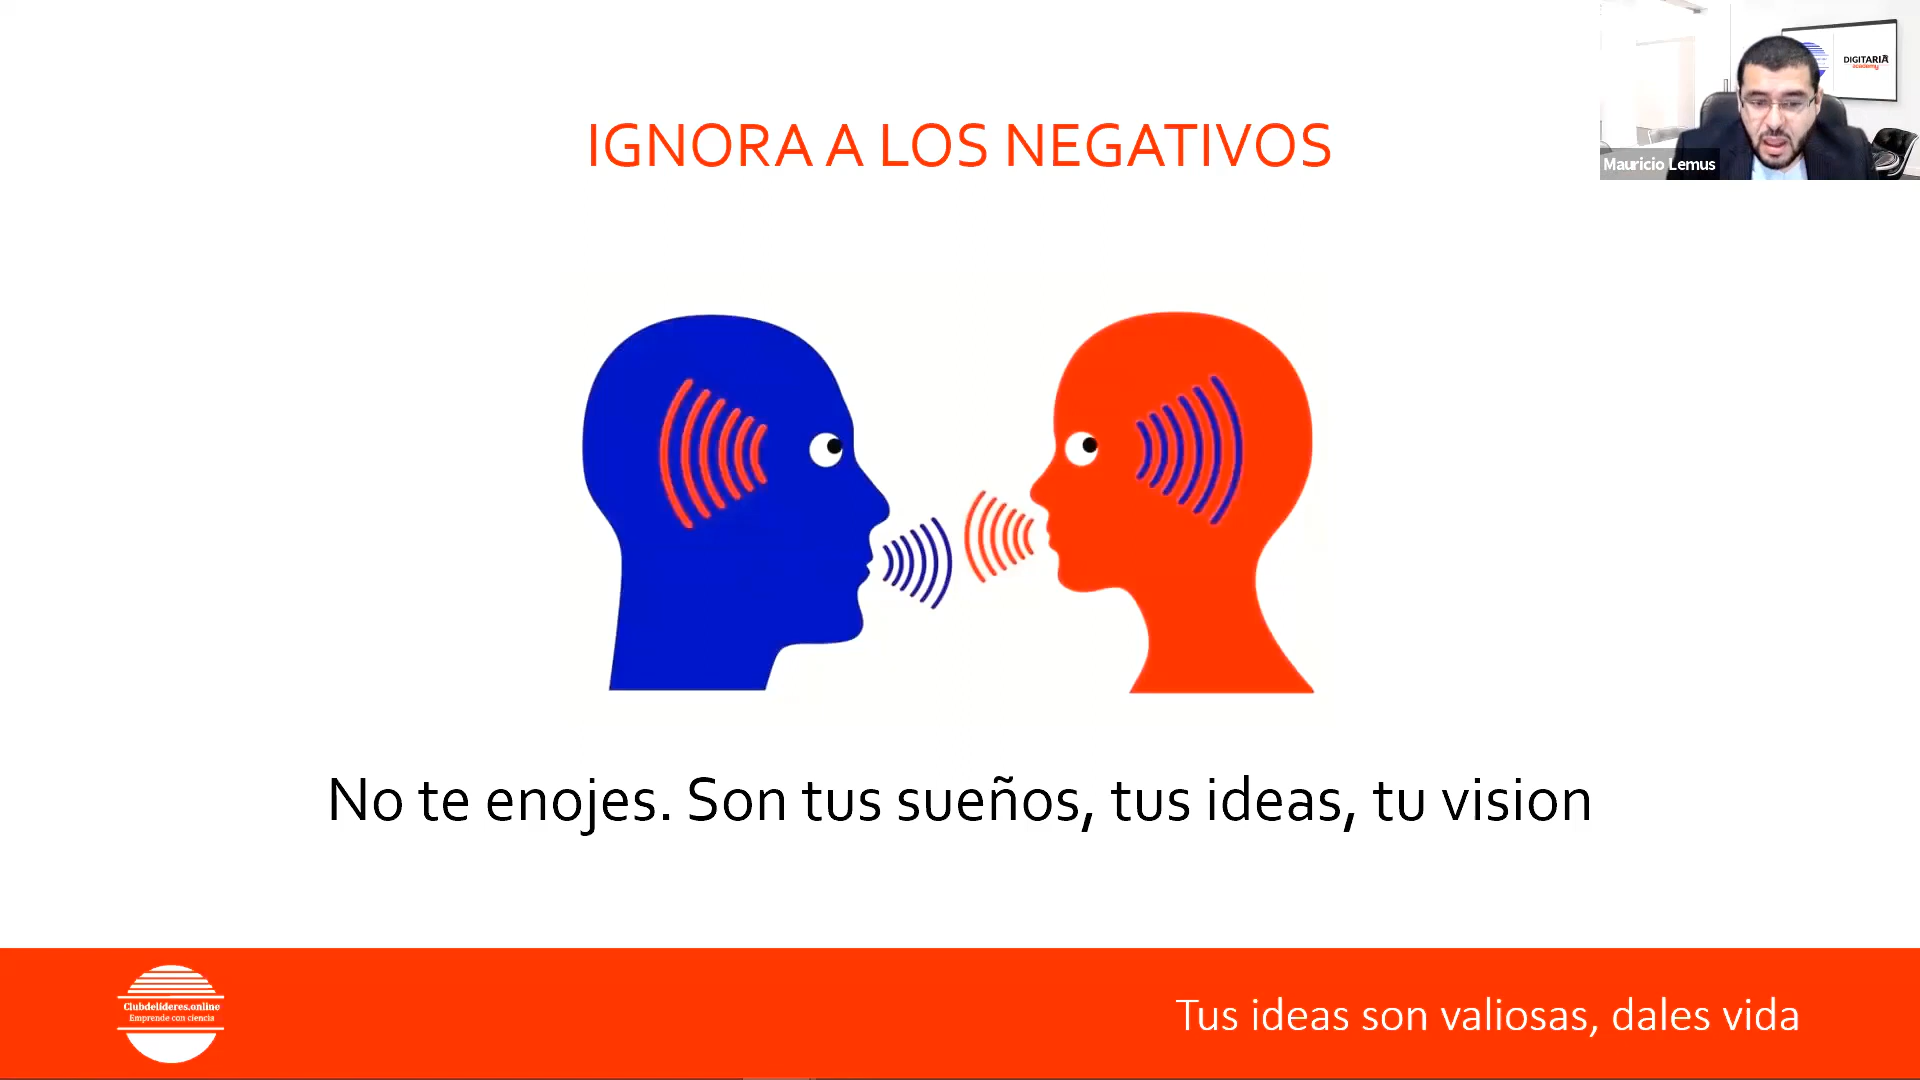 IGNORA A LOS NEGATIVOS
DIGITARIA
academy
Mauricio Lemus
No te enojes. Son tus sueños, tus ideas, tu vision
Clubdelideres.online
Emprende con ciencia
Tus ideas son valiosas, dales vida